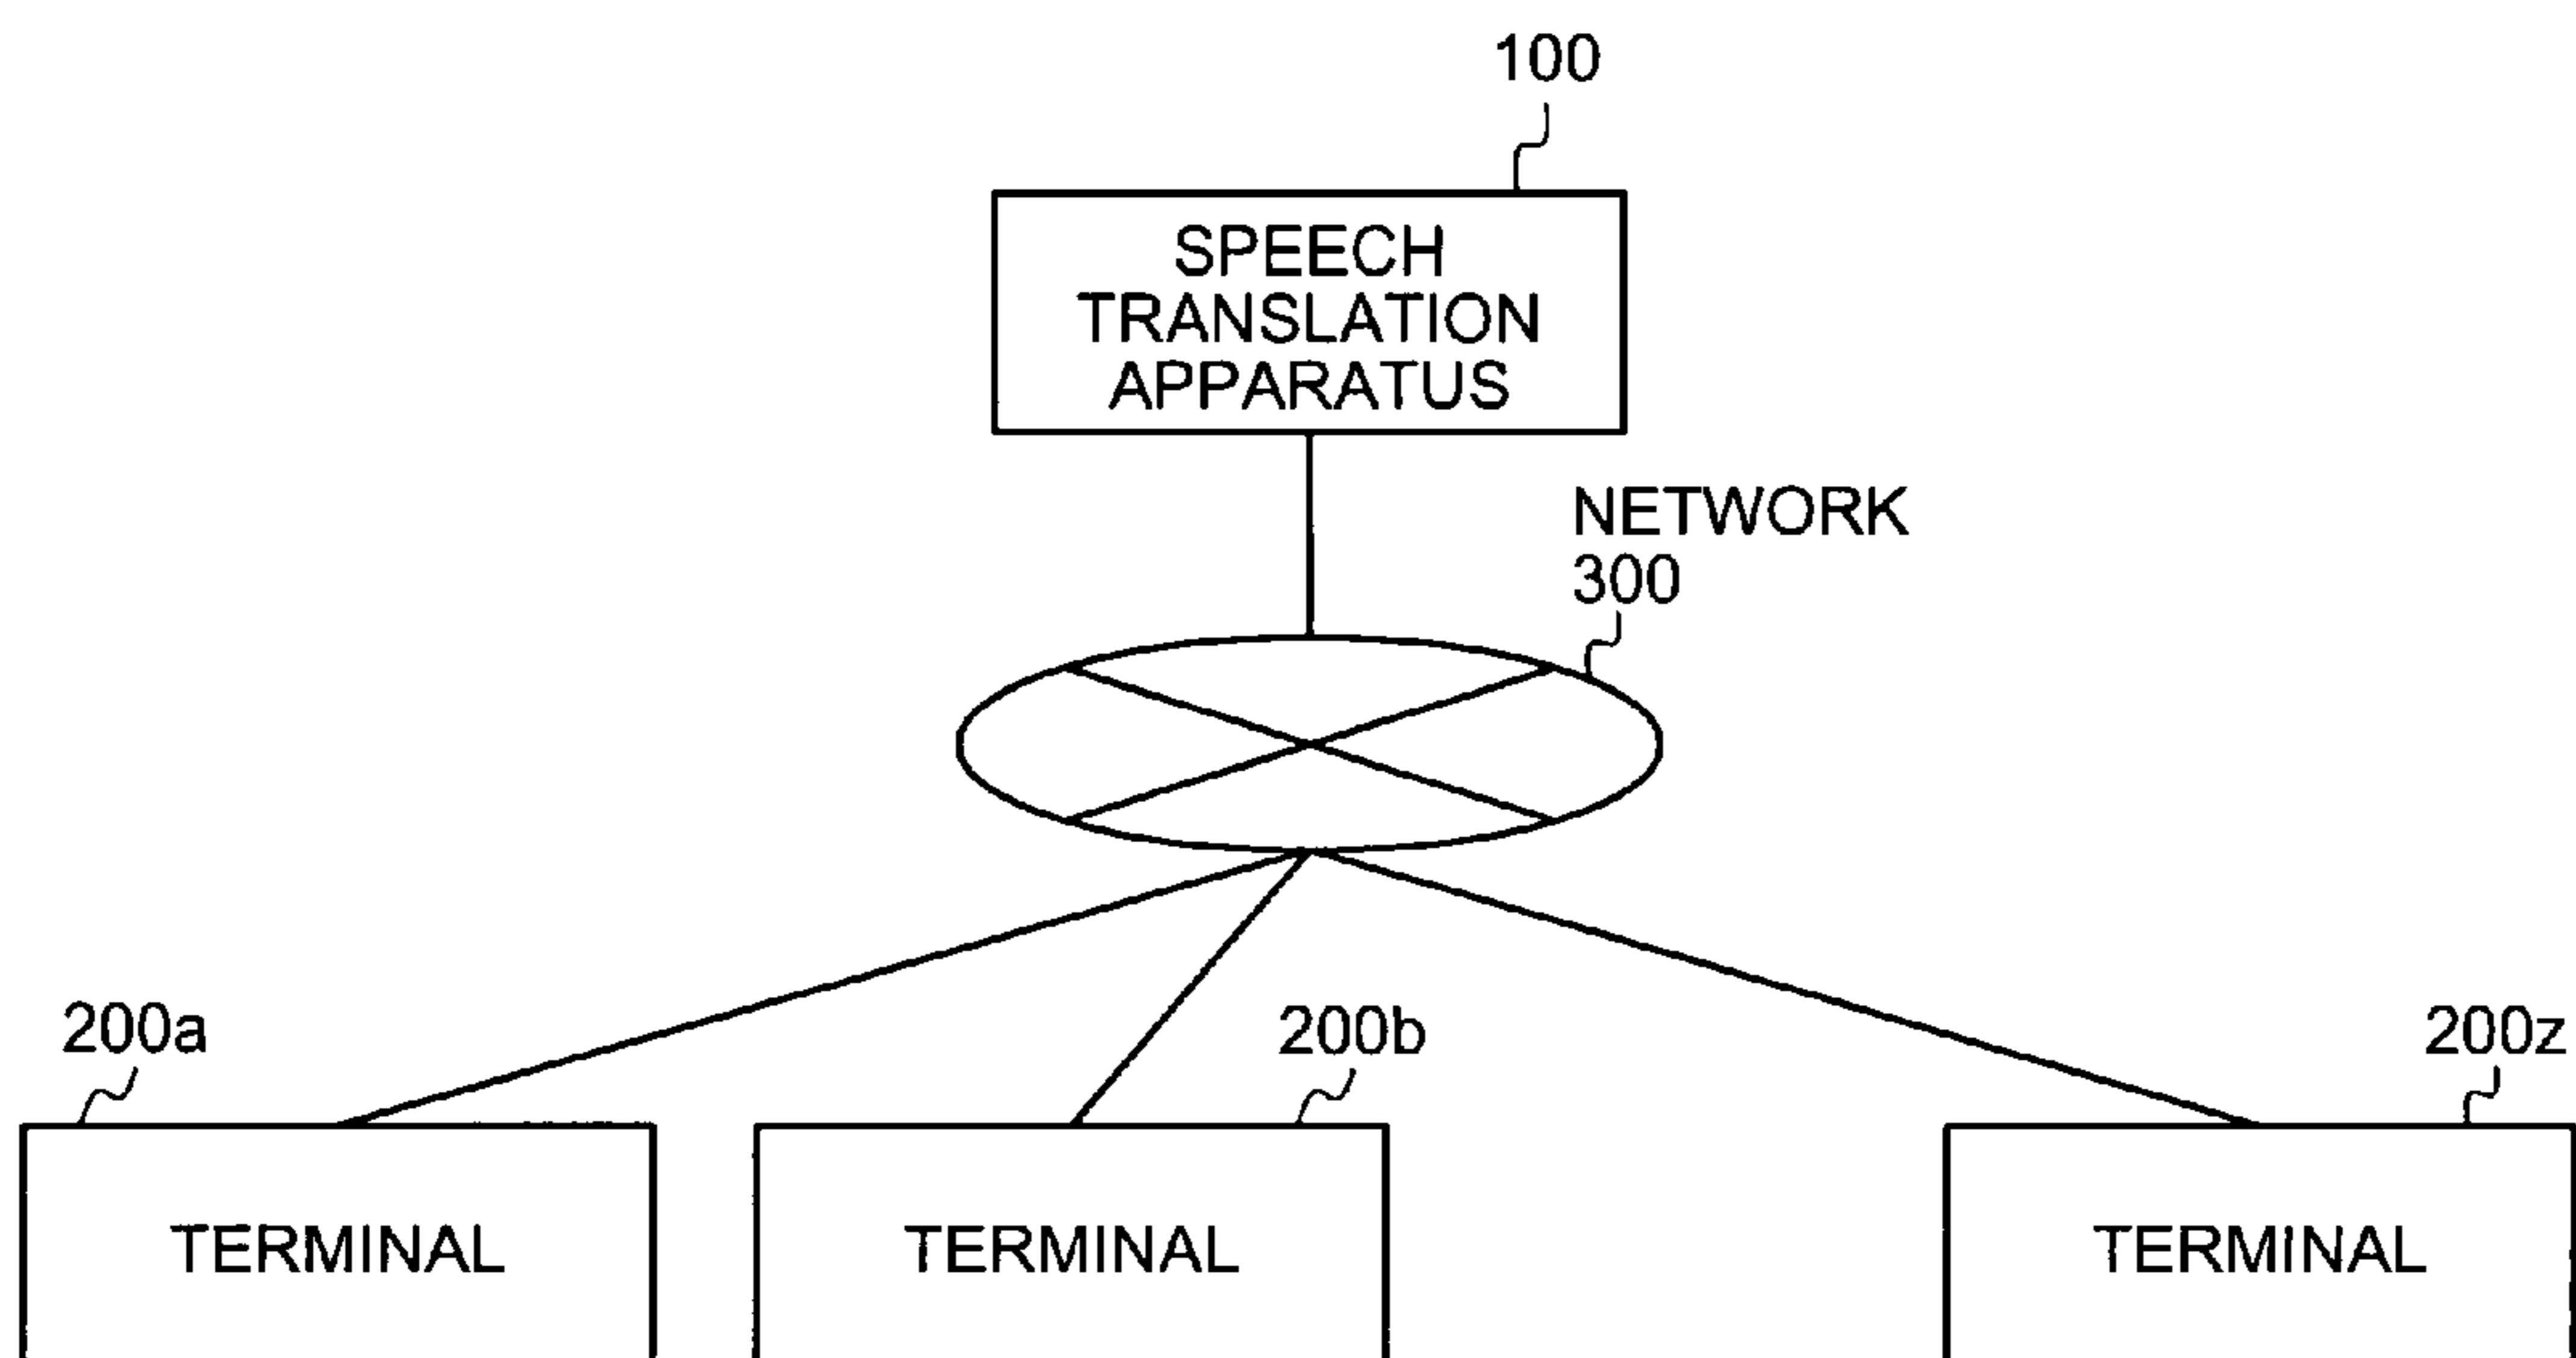 100
SPEECH
TRANSLATION
APPARATUS
NETWORK
300
200a
200b
200z
TERMINAL
TERMINAL
TERMINAL